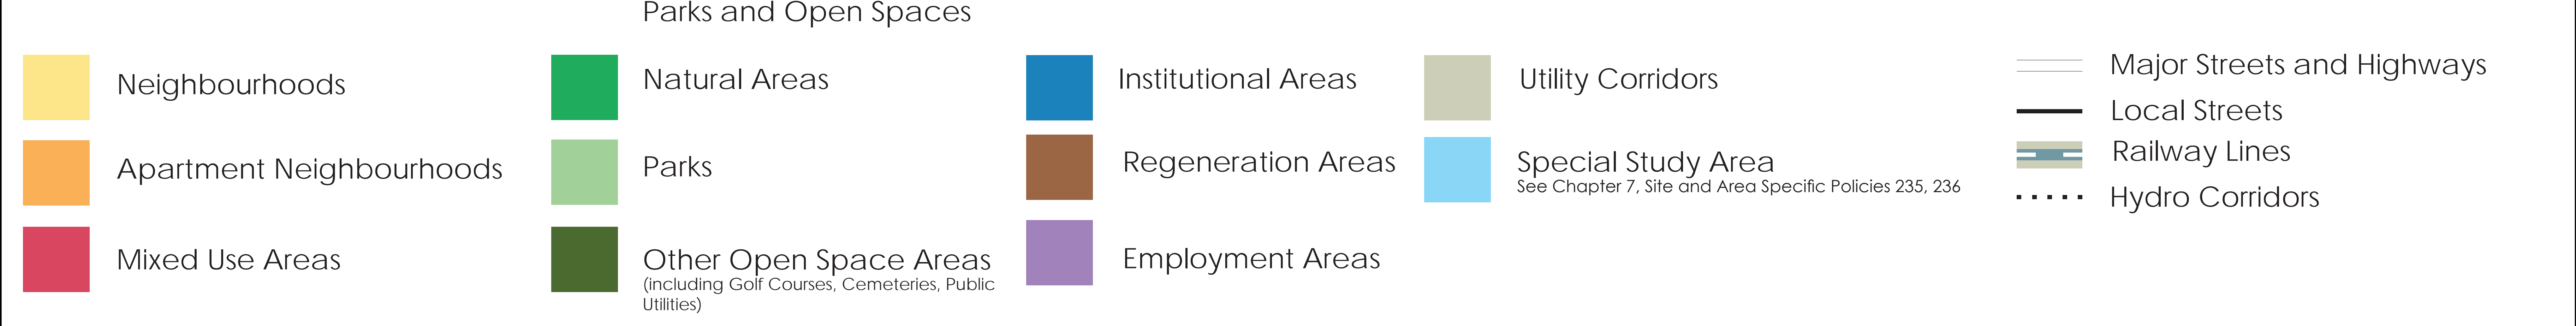 Parks and Open Spaces
Neighbourhoods
Apartment Neighbourhoods
Mixed Use Areas
Natural Areas
Parks
Other Open Space Areas
(including Golf Courses, Cemeteries, Public
Utilities)
Institutional Areas
Regeneration Areas
Employment Areas
Utility Corridors
Special Study Area
See Chapter 7, Site and Area Specific Policies 235, 236
Major Streets and Highways
Local Streets
Railway Lines
Hydro Corridors